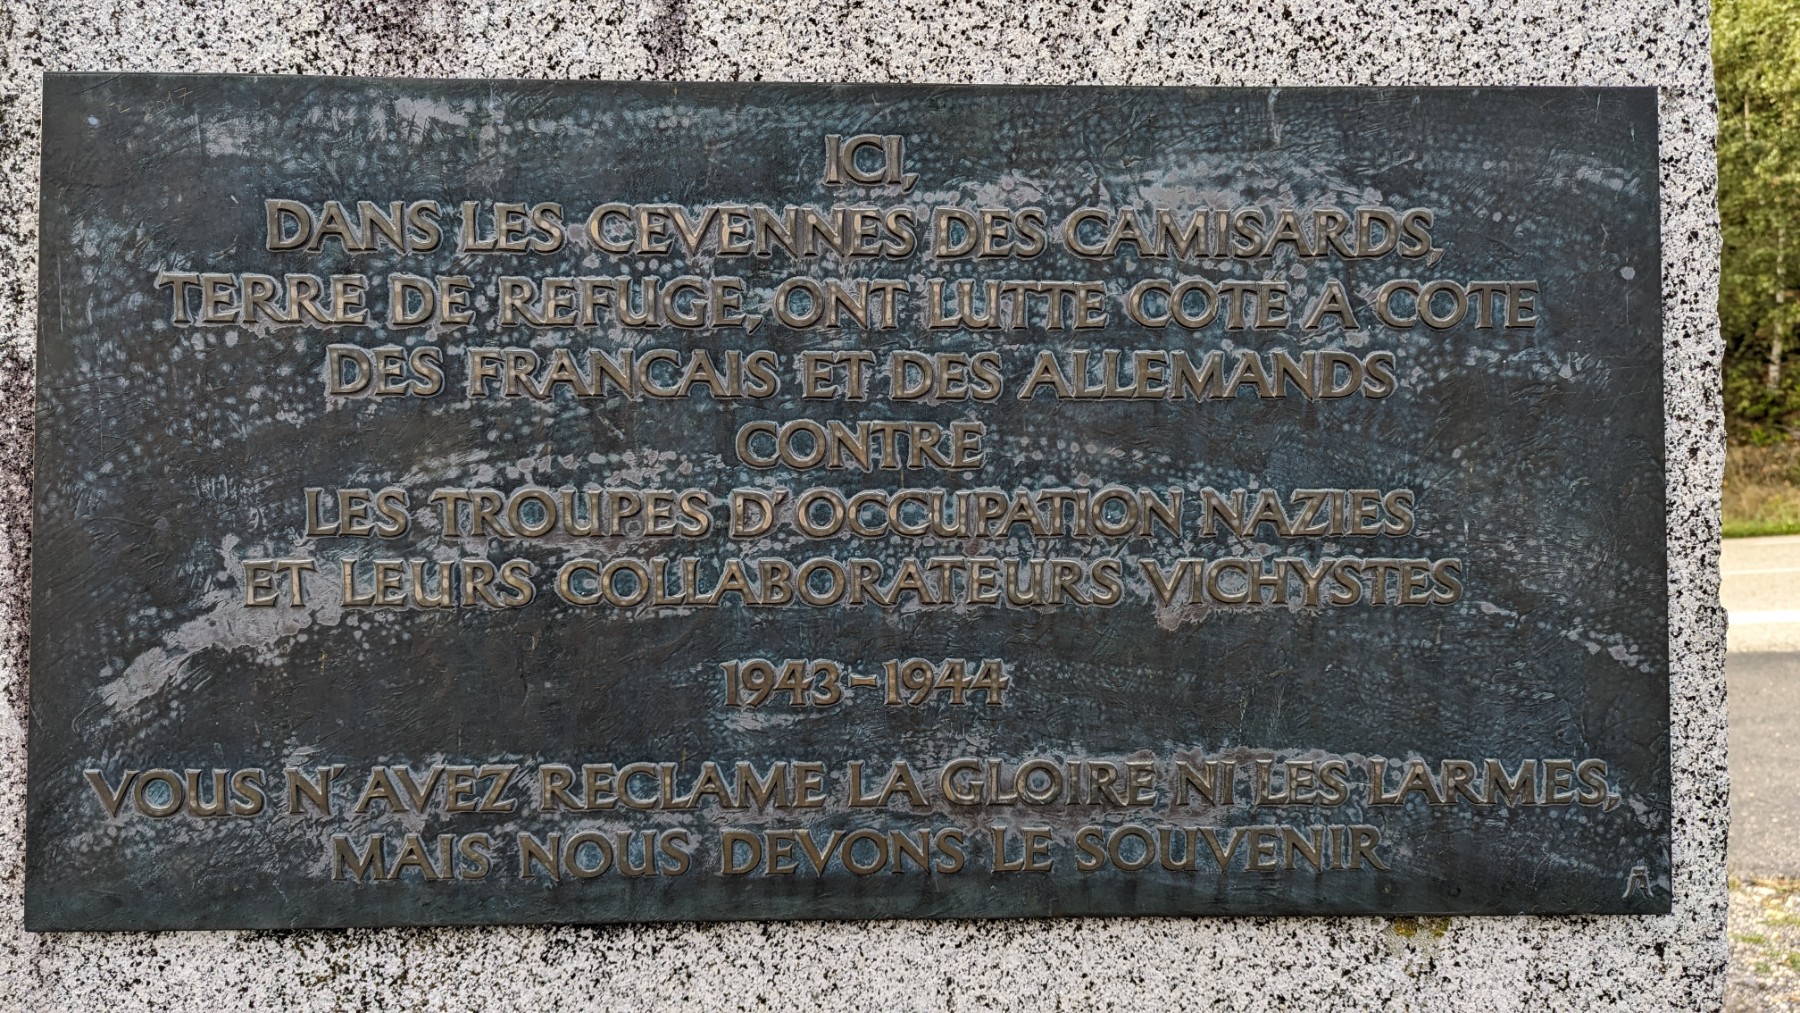 ICI,
DANS LES CEVENNES DES CAMISARDS,
TERRE DE REFUGE, ONT LUTTE COTE A COTE
DES FRANCAIS ET DES ALLEMANDS
CONTRE
LES TROUPES D'OCCUPATION NAZIES
ET LEURS COLLABORATEURS VICHYSTES
1943-1944
VOUS N'AVEZ RECLAME LA GLOIRE NI LES LARMES,
MAIS NOUS DEVONS LE SOUVENIR